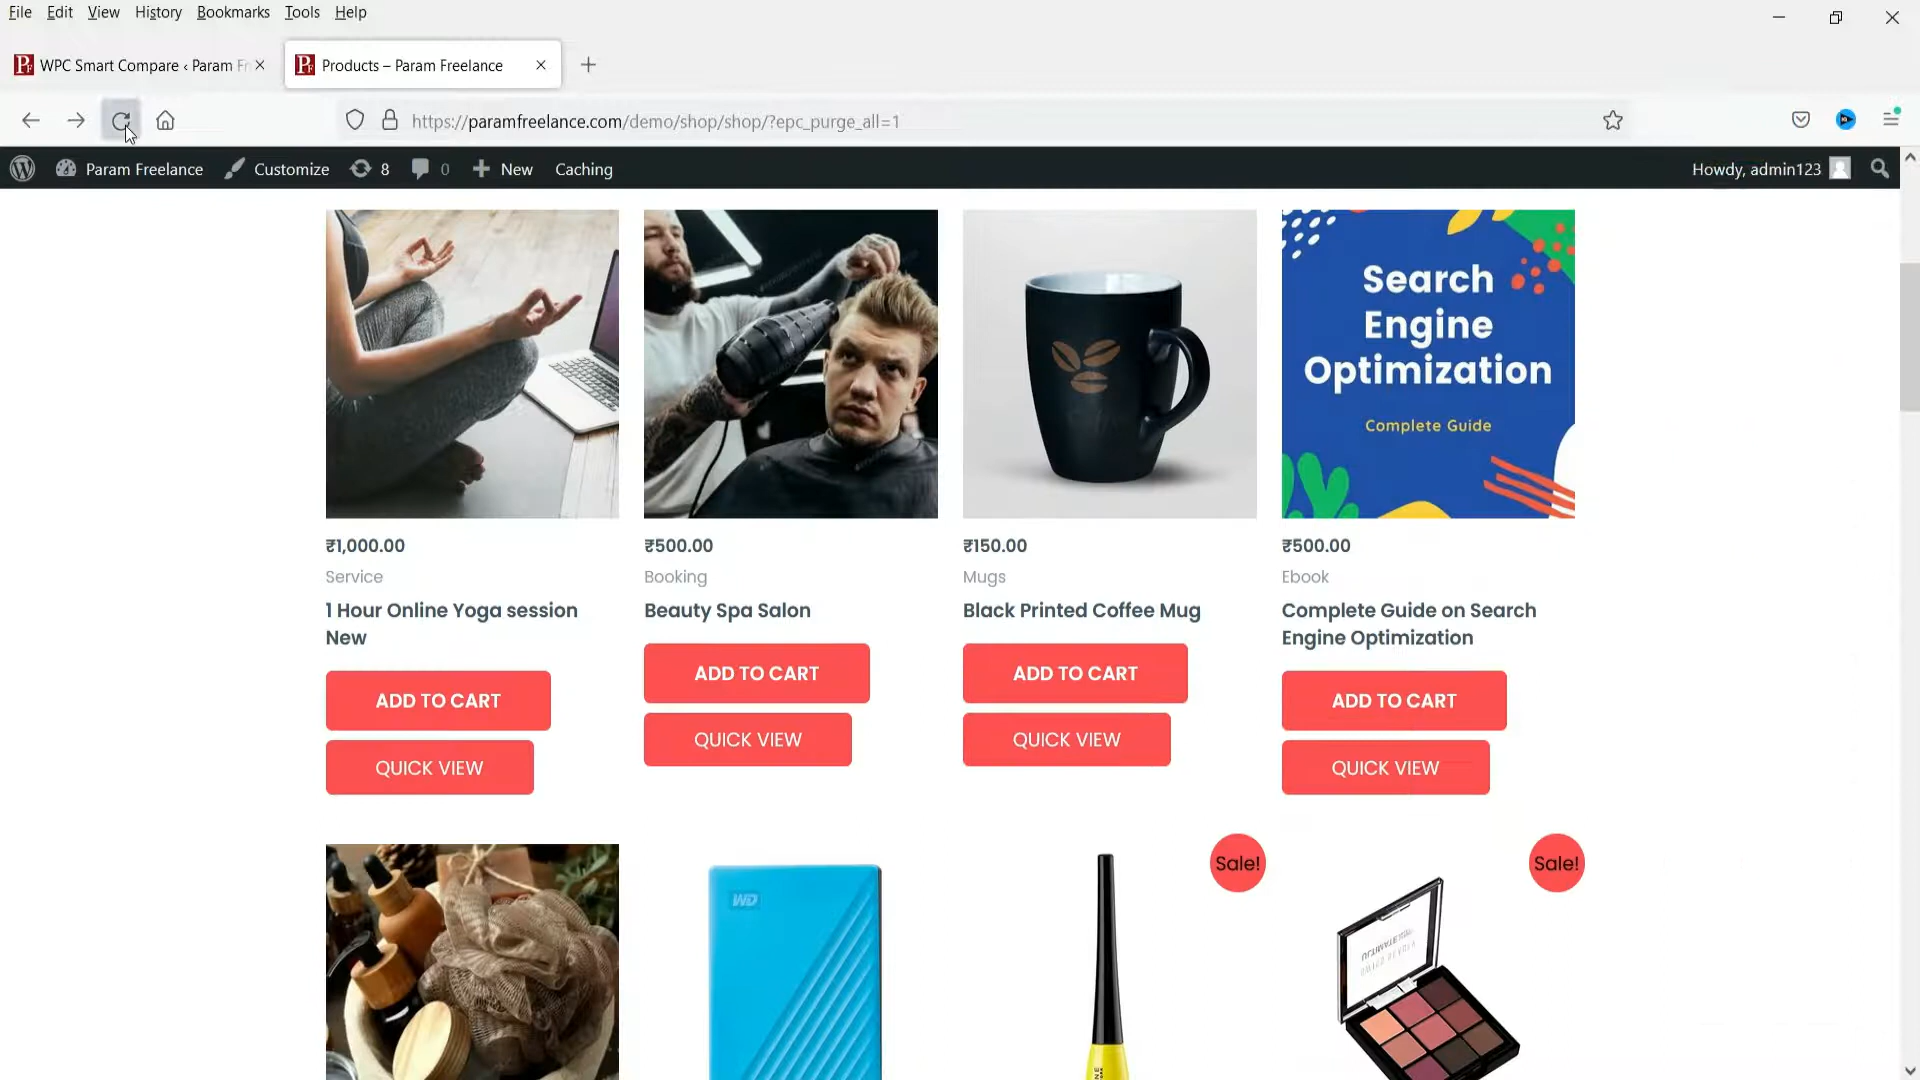 File Edit View History Bookmarks Tools Help
WPC Smart Compare ‹ Param Fr
Products – Param Freelance
https://paramfreelance.com/demo/shop/shop/?epc_purge_all=1
Param Freelance Customize 8 0 New Caching Howdy, admin123
Search
Engine
Optimization
Complete Guide
₹1,000.00
Service
1 Hour Online Yoga session
New
ADD TO CART
QUICK VIEW
₹500.00
Booking
Beauty Spa Salon
ADD TO CART
QUICK VIEW
₹150.00
Mugs
Black Printed Coffee Mug
ADD TO CART
QUICK VIEW
₹500.00
Ebook
Complete Guide on Search
Engine Optimization
ADD TO CART
QUICK VIEW
WD
Sale!
Sale!